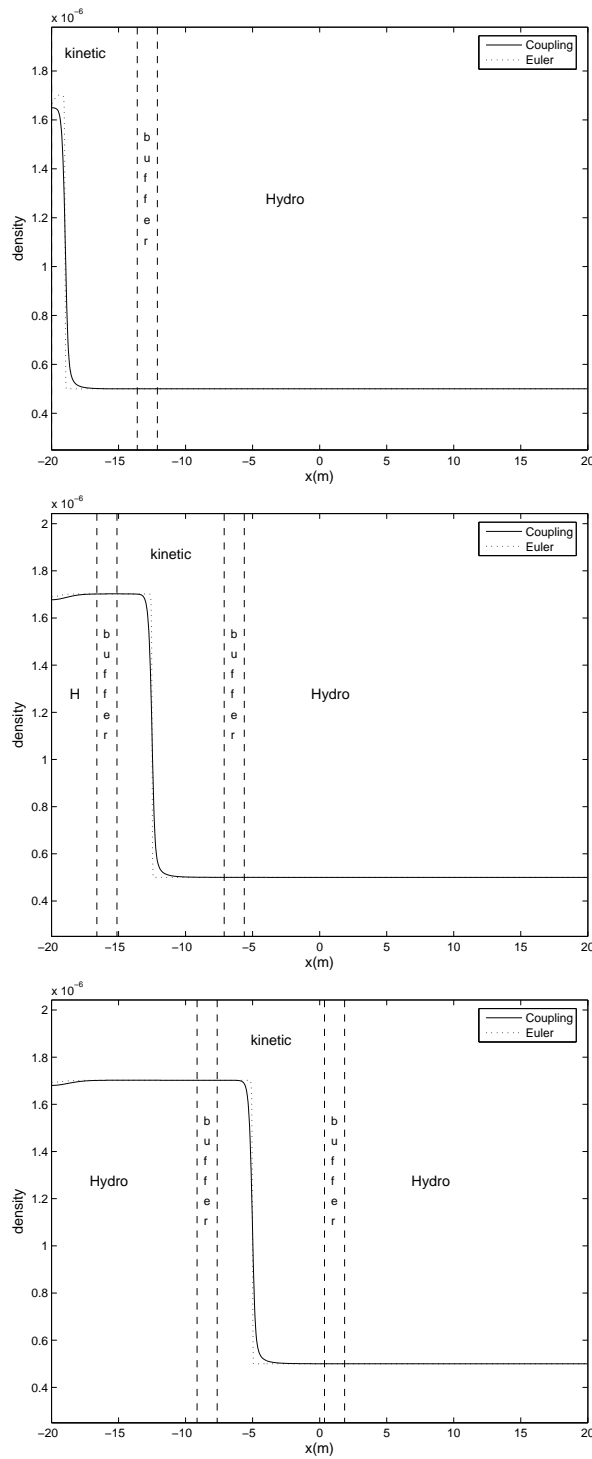 x 10⁻⁶
kinetic
Coupling
Euler
1.8
1.6
1.4
1.2
1
0.8
0.6
0.4
density
b
u
f
f
e
r
Hydro
−20
−15
−10
−5
0
5
10
15
20
x(m)
x 10⁻⁶
kinetic
Coupling
Euler
2
1.8
1.6
1.4
1.2
1
0.8
0.6
0.4
density
H
b
u
f
f
e
r
b
u
f
f
e
r
Hydro
−20
−15
−10
−5
0
5
10
15
20
x(m)
x 10⁻⁶
kinetic
Coupling
Euler
2
1.8
1.6
1.4
1.2
1
0.8
0.6
0.4
density
Hydro
b
u
f
f
e
r
b
u
f
f
e
r
Hydro
−20
−15
−10
−5
0
5
10
15
20
x(m)